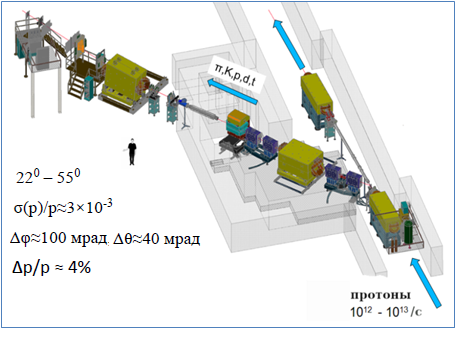 π,K,p,d,t
22⁰ – 55⁰
σ(p)/p≈3×10⁻³
Δφ≈100 мрад, Δθ≈40 мрад
Δp/p ≈ 4%
протоны
10¹² - 10¹³ /с